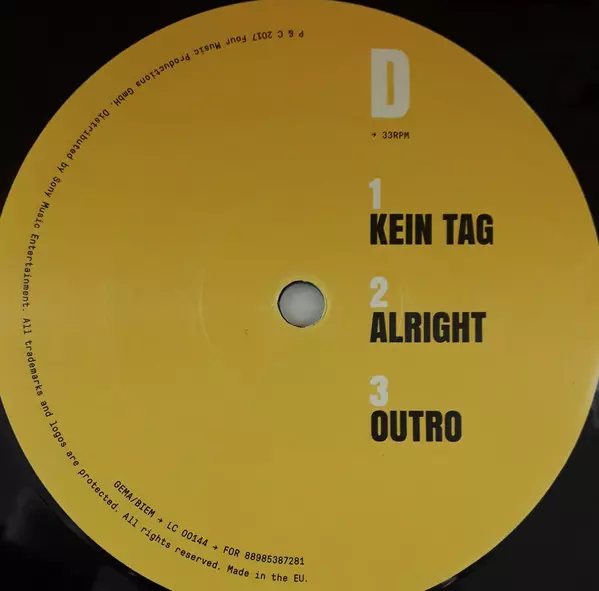 D
→ 33RPM
1
KEIN TAG
2
ALRIGHT
3
OUTRO
P & C 2017 Four Music Productions GmbH. Distributed by Sony Music Entertainment. All trademarks and logos are protected. All rights reserved. Made in the EU.
GEMA/BIEM → LC 00144 → FOR 88985387281